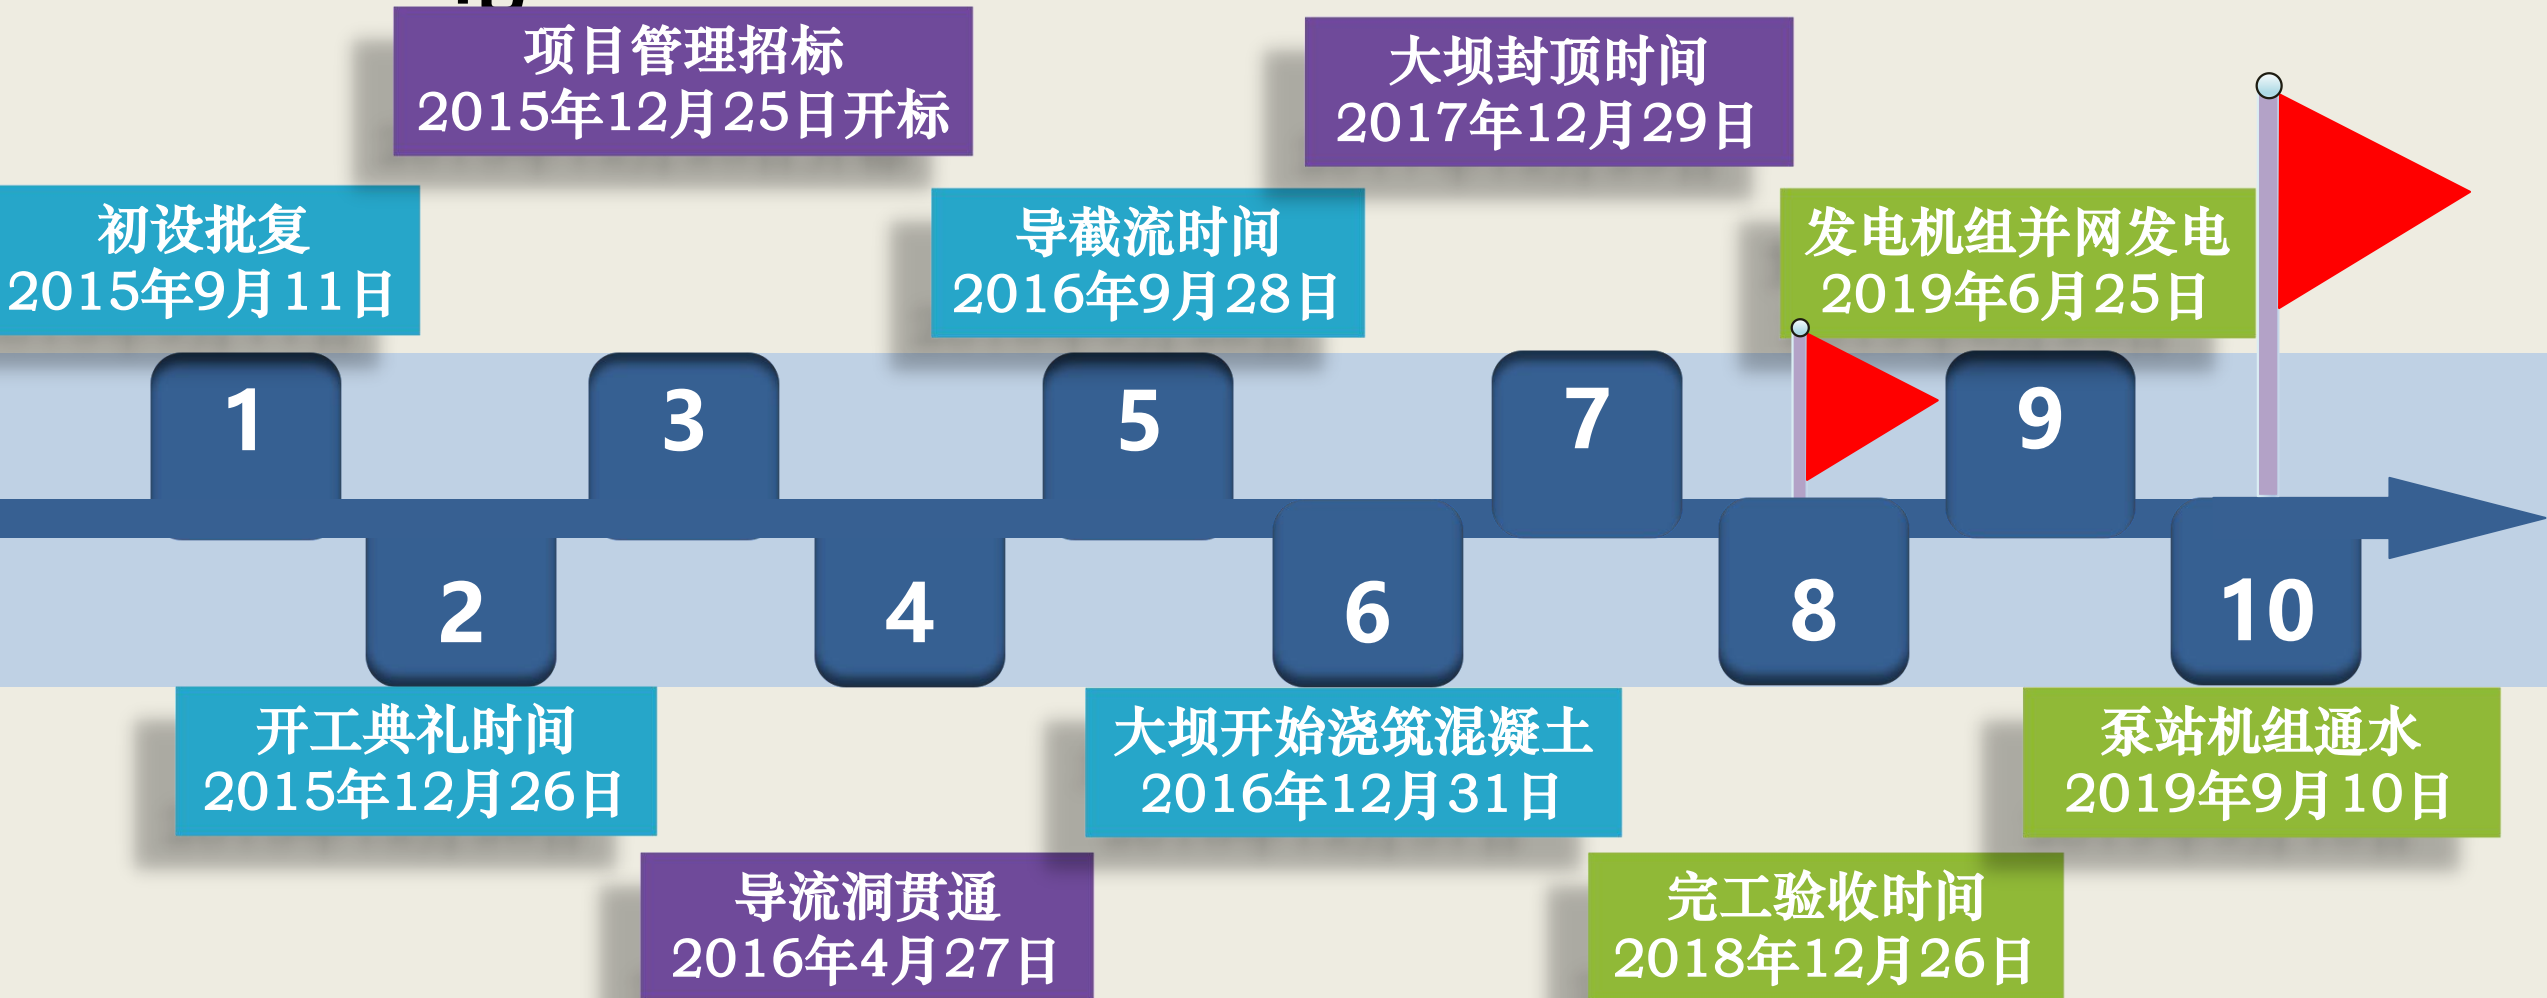 项目管理招标
2015年12月25日开标
大坝封顶时间
2017年12月29日
初设批复
2015年9月11日
导截流时间
2016年9月28日
发电机组并网发电
2019年6月25日
1
3
5
7
9
2
4
6
8
10
开工典礼时间
2015年12月26日
大坝开始浇筑混凝土
2016年12月31日
泵站机组通水
2019年9月10日
导流洞贯通
2016年4月27日
完工验收时间
2018年12月26日